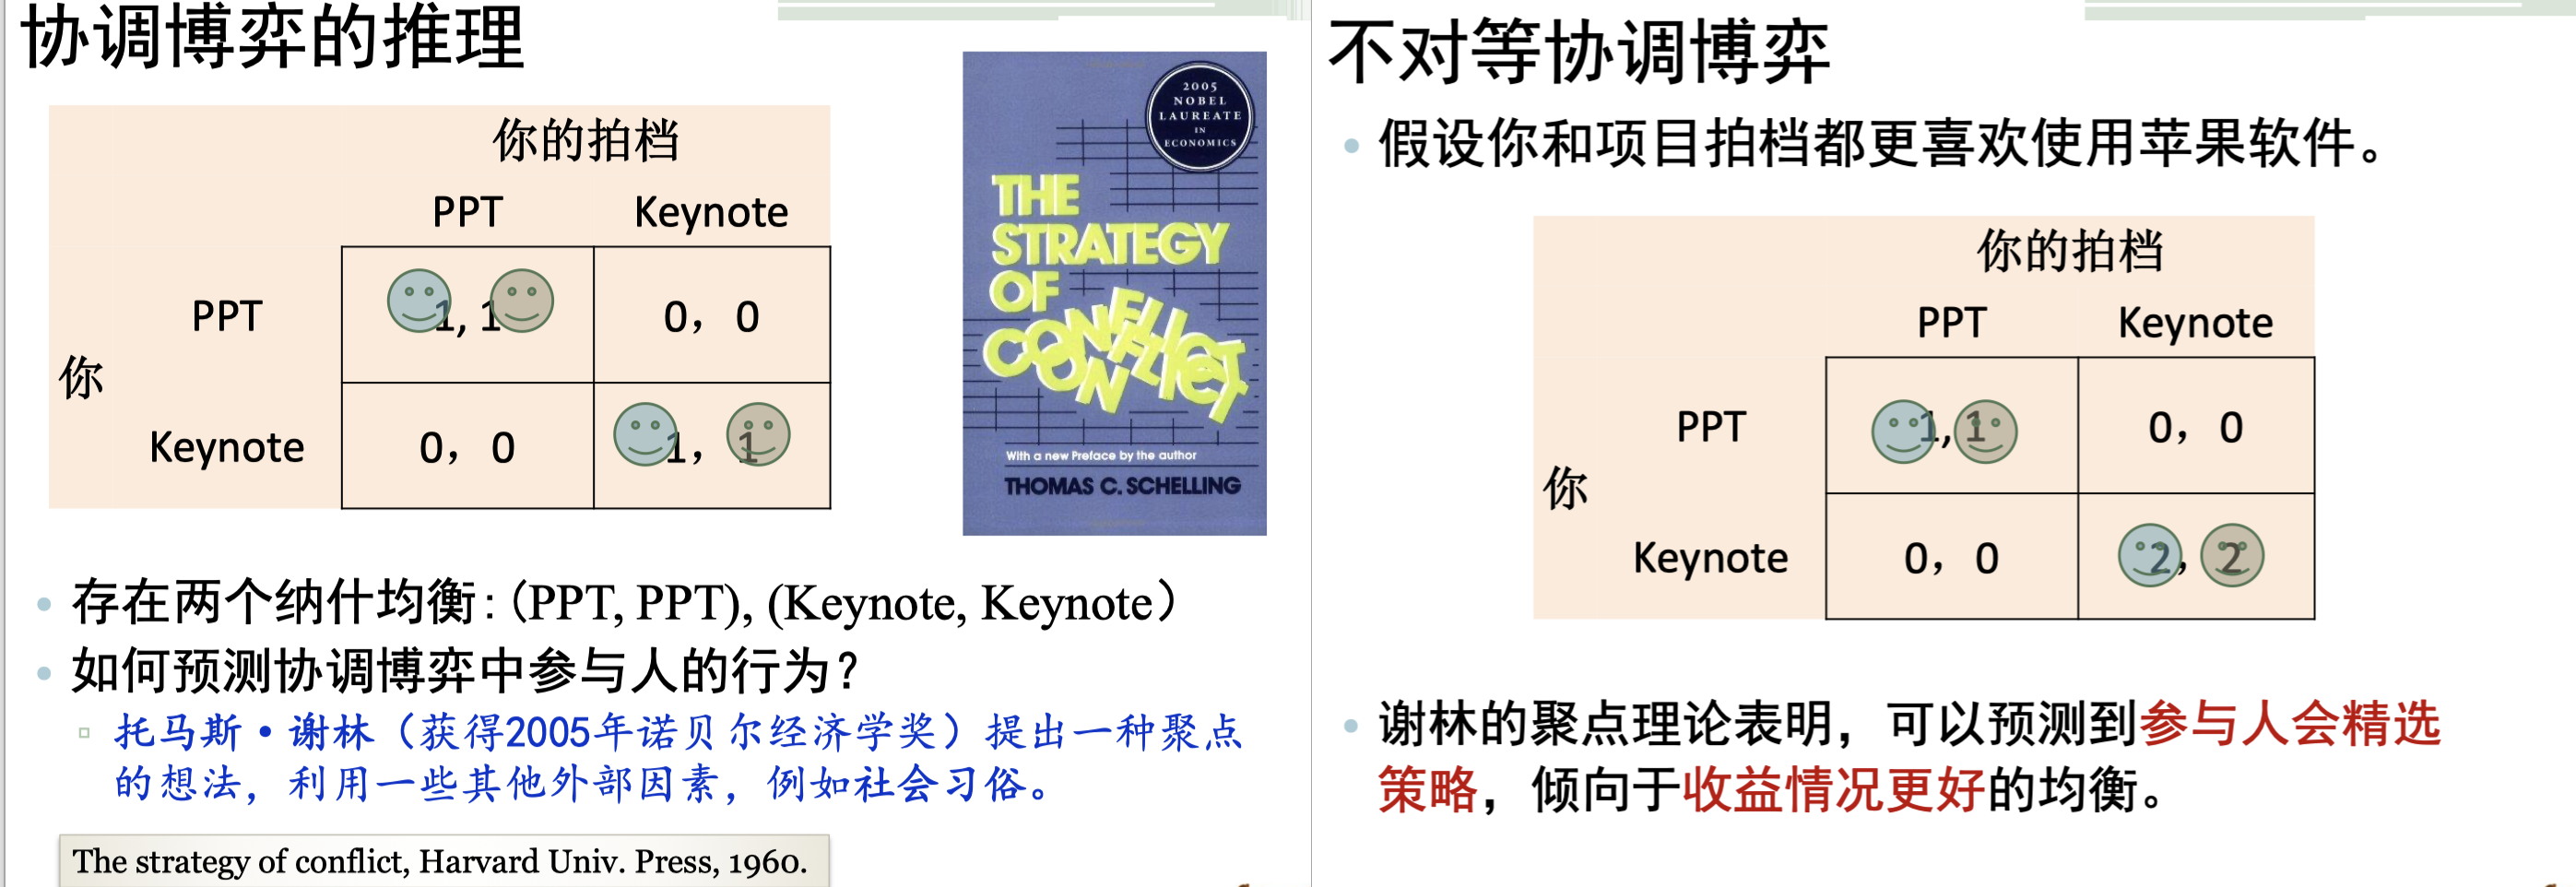 协调博弈的推理
你的拍档
PPT Keynote
PPT 1, 1 0，0
你
Keynote 0，0 1，1
2005
NOBEL
LAUREATE
IN
ECONOMICS
THE
STRATEGY
OF
CONFLICT
With a new Preface by the author
THOMAS C. SCHELLING
存在两个纳什均衡：(PPT, PPT), (Keynote, Keynote）
如何预测协调博弈中参与人的行为？
托马斯•谢林（获得2005年诺贝尔经济学奖）提出一种聚点
的想法，利用一些其他外部因素，例如社会习俗。
The strategy of conflict, Harvard Univ. Press, 1960.
不对等协调博弈
假设你和项目拍档都更喜欢使用苹果软件。
你的拍档
PPT Keynote
PPT 1, 1 0，0
你
Keynote 0，0 2，2
谢林的聚点理论表明，可以预测到参与人会精选
策略，倾向于收益情况更好的均衡。